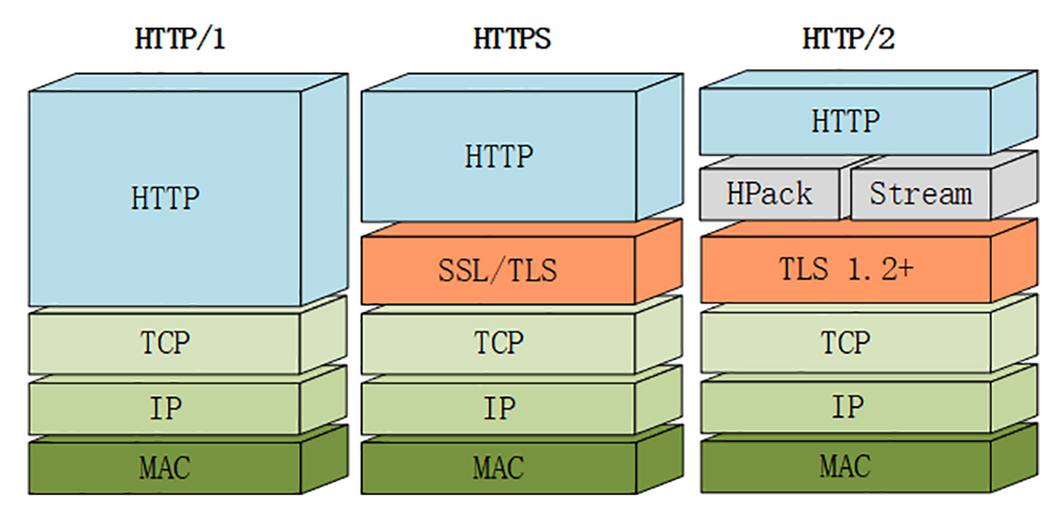 HTTP/1
HTTP
TCP
IP
MAC
HTTPS
HTTP
SSL/TLS
TCP
IP
MAC
HTTP/2
HTTP
HPack Stream
TLS 1.2+
TCP
IP
MAC